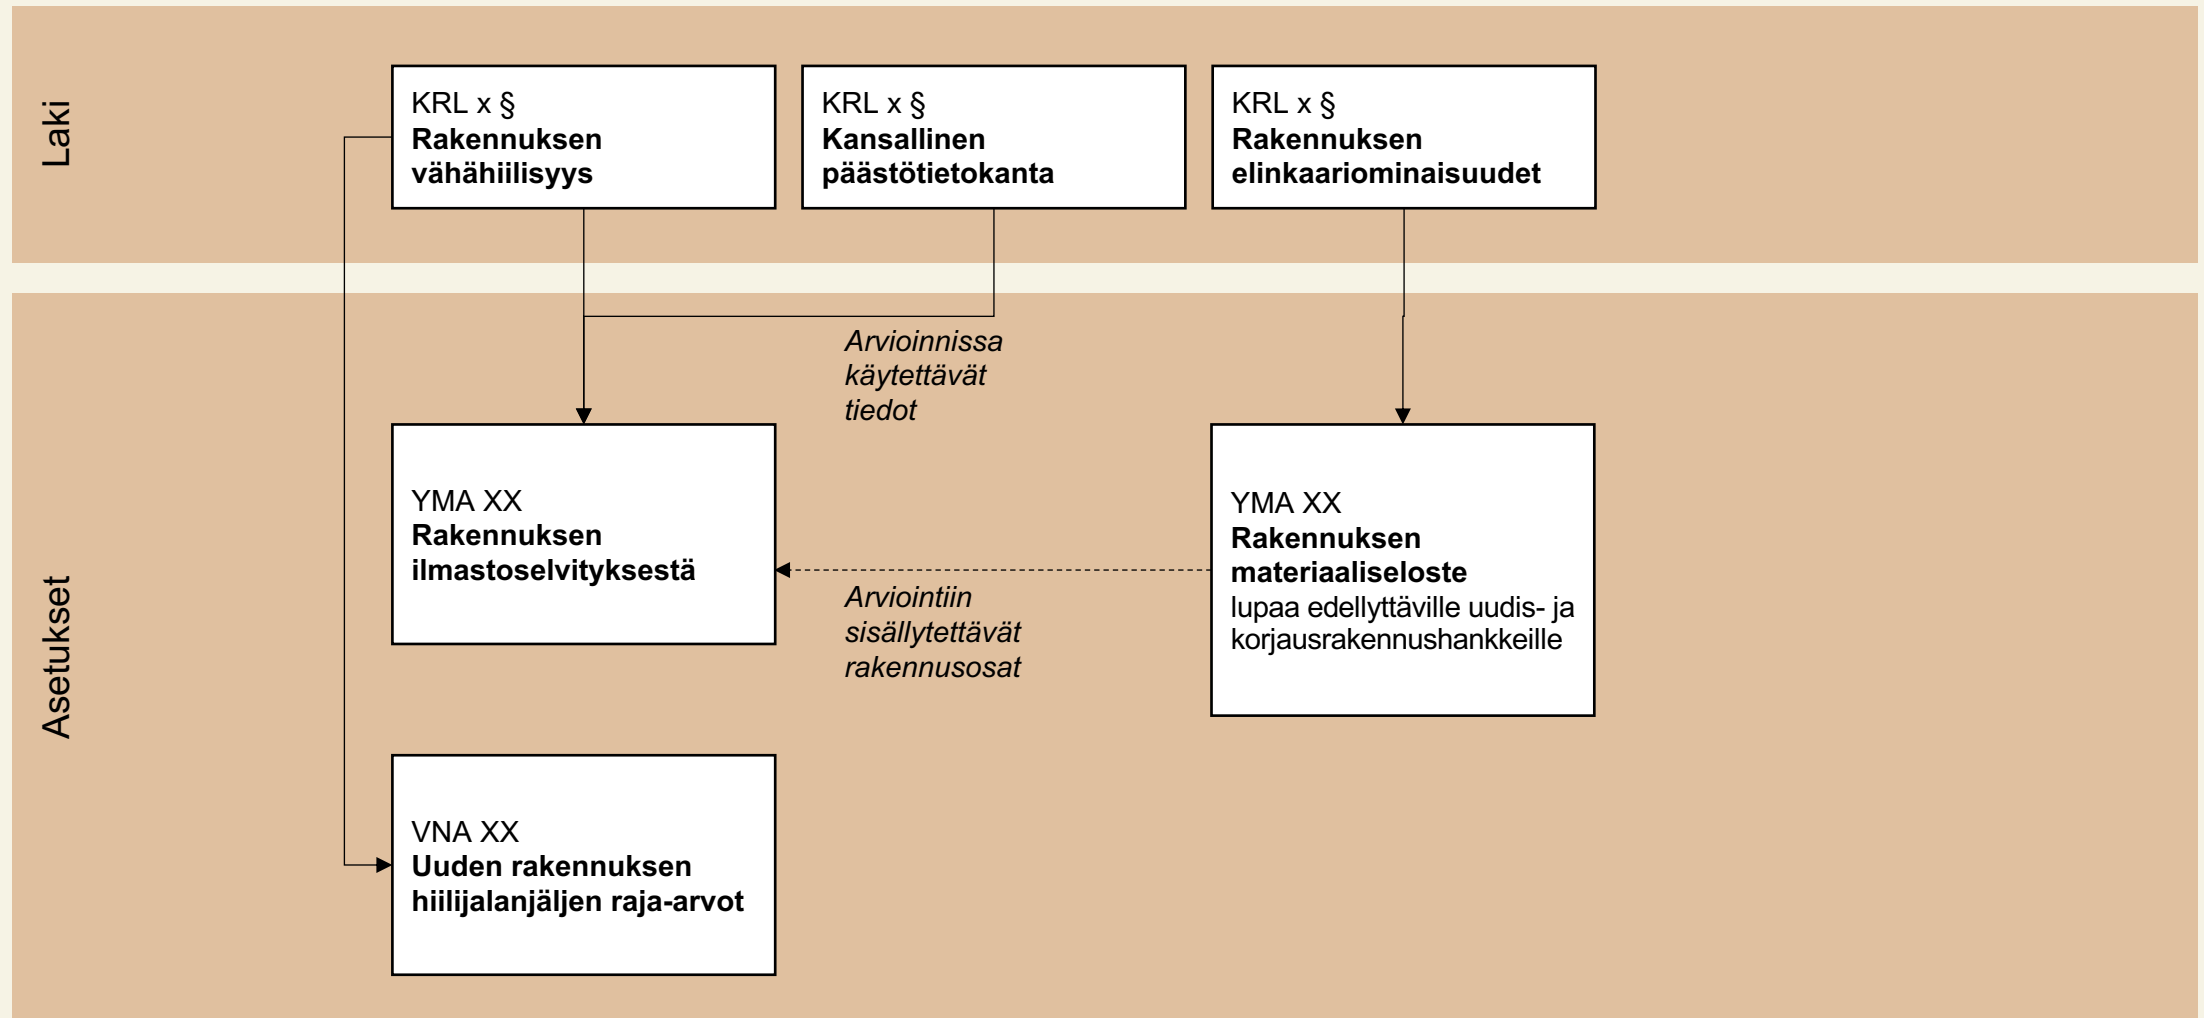 Laki
KRL x §
Rakennuksen
vähähiilisyys
KRL x §
Kansallinen
päästötietokanta
KRL x §
Rakennuksen
elinkaariominaisuudet
Asetukset
Arvioinnissa
käytettävät
tiedot
YMA XX
Rakennuksen
ilmastoselvityksestä
Arviointiin
sisällytettävät
rakennusosat
YMA XX
Rakennuksen
materiaaliseloste
lupaa edellyttäville uudis- ja
korjausrakennushankkeille
VNA XX
Uuden rakennuksen
hiilijalanjäljen raja-arvot